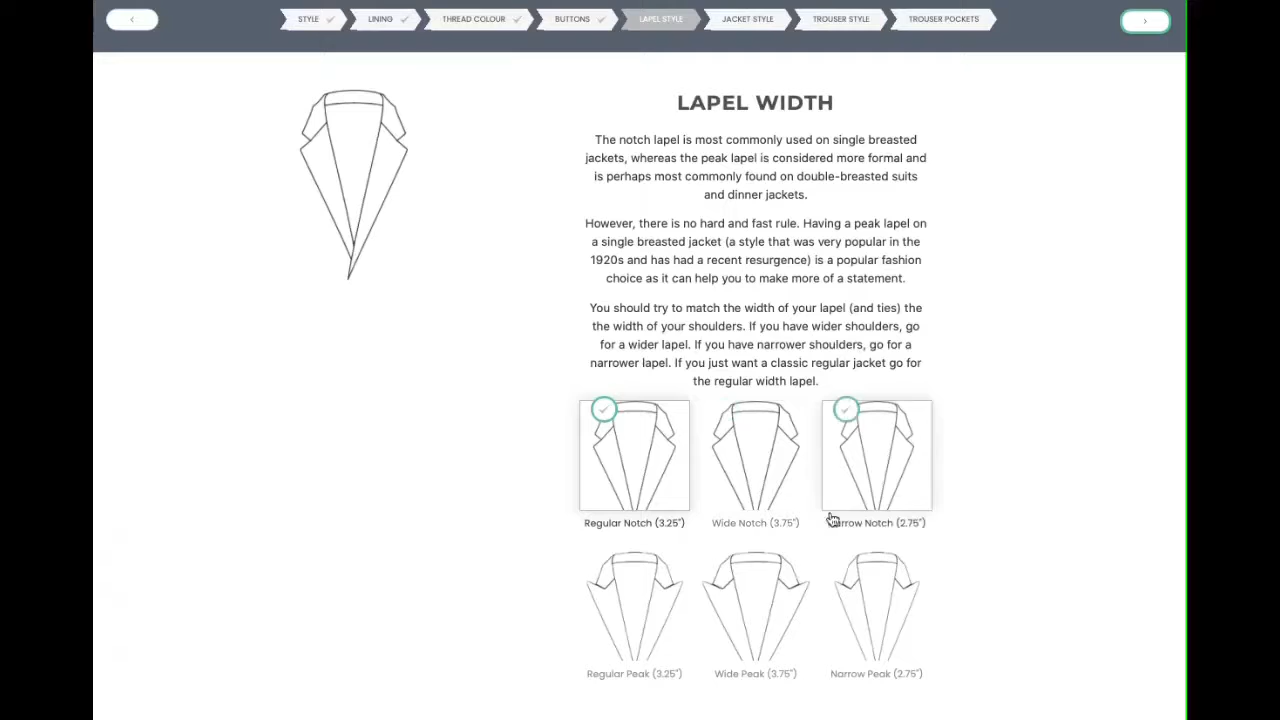 STYLE
LINING
THREAD COLOUR
BUTTONS
LAPEL STYLE
JACKET STYLE
TROUSER STYLE
TROUSER POCKETS
LAPEL WIDTH
The notch lapel is most commonly used on single breasted
jackets, whereas the peak lapel is considered more formal and
is perhaps most commonly found on double-breasted suits
and dinner jackets.
However, there is no hard and fast rule. Having a peak lapel on
a single breasted jacket (a style that was very popular in the
1920s and has had a recent resurgence) is a popular fashion
choice as it can help you to make more of a statement.
You should try to match the width of your lapel (and ties) the
the width of your shoulders. If you have wider shoulders, go
for a wider lapel. If you have narrower shoulders, go for a
narrower lapel. If you just want a classic regular jacket go for
the regular width lapel.
Regular Notch (3.25")
Wide Notch (3.75")
Narrow Notch (2.75")
Regular Peak (3.25")
Wide Peak (3.75")
Narrow Peak (2.75")